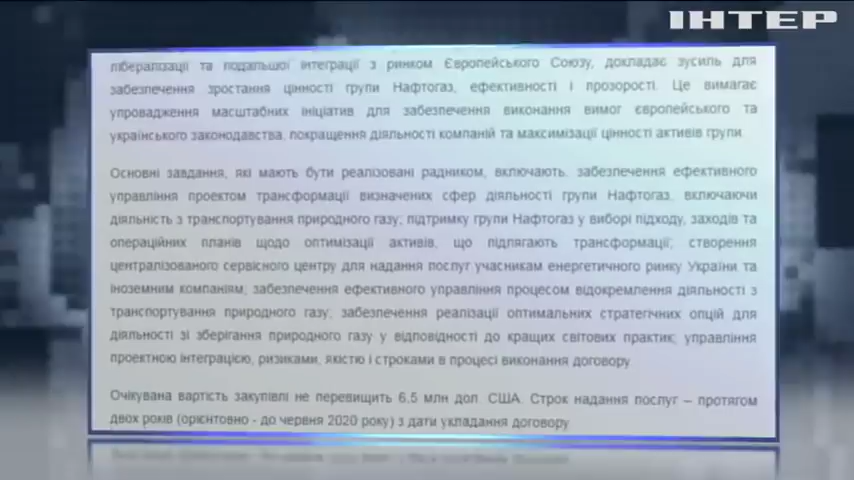 ІНТЕР
лібералізації та подальшої інтеграції з ринком Європейського Союзу, докладає зусиль для
забезпечення зростання цінності групи Нафтогаз, ефективності і прозорості. Це вимагає
упровадження масштабних ініціатив для забезпечення виконання вимог європейського та
українського законодавства, покращення діяльності компаній та максимізації цінності активів групи.
Основні завдання, які мають бути реалізовані радником, включають: забезпечення ефективного
управління проектом трансформації визначених сфер діяльності групи Нафтогаз, включаючи
діяльність з транспортування природного газу; підтримку групи Нафтогаз у виборі підходу, заходів та
операційних планів щодо оптимізації активів, що підлягають трансформації; створення
централізованого сервісного центру для надання послуг учасникам енергетичного ринку України та
іноземним компаніям; забезпечення ефективного управління процесом відокремлення діяльності з
транспортування природного газу; забезпечення реалізації оптимальних стратегічних опцій для
діяльності зі зберігання природного газу у відповідності до кращих світових практик; управління
проектною інтеграцією, ризиками, якістю і строками в процесі виконання договору.
Очікувана вартість закупівлі не перевищить 6,5 млн дол. США. Строк надання послуг – протягом
двох років (орієнтовно - до червня 2020 року) з дати укладання договору.